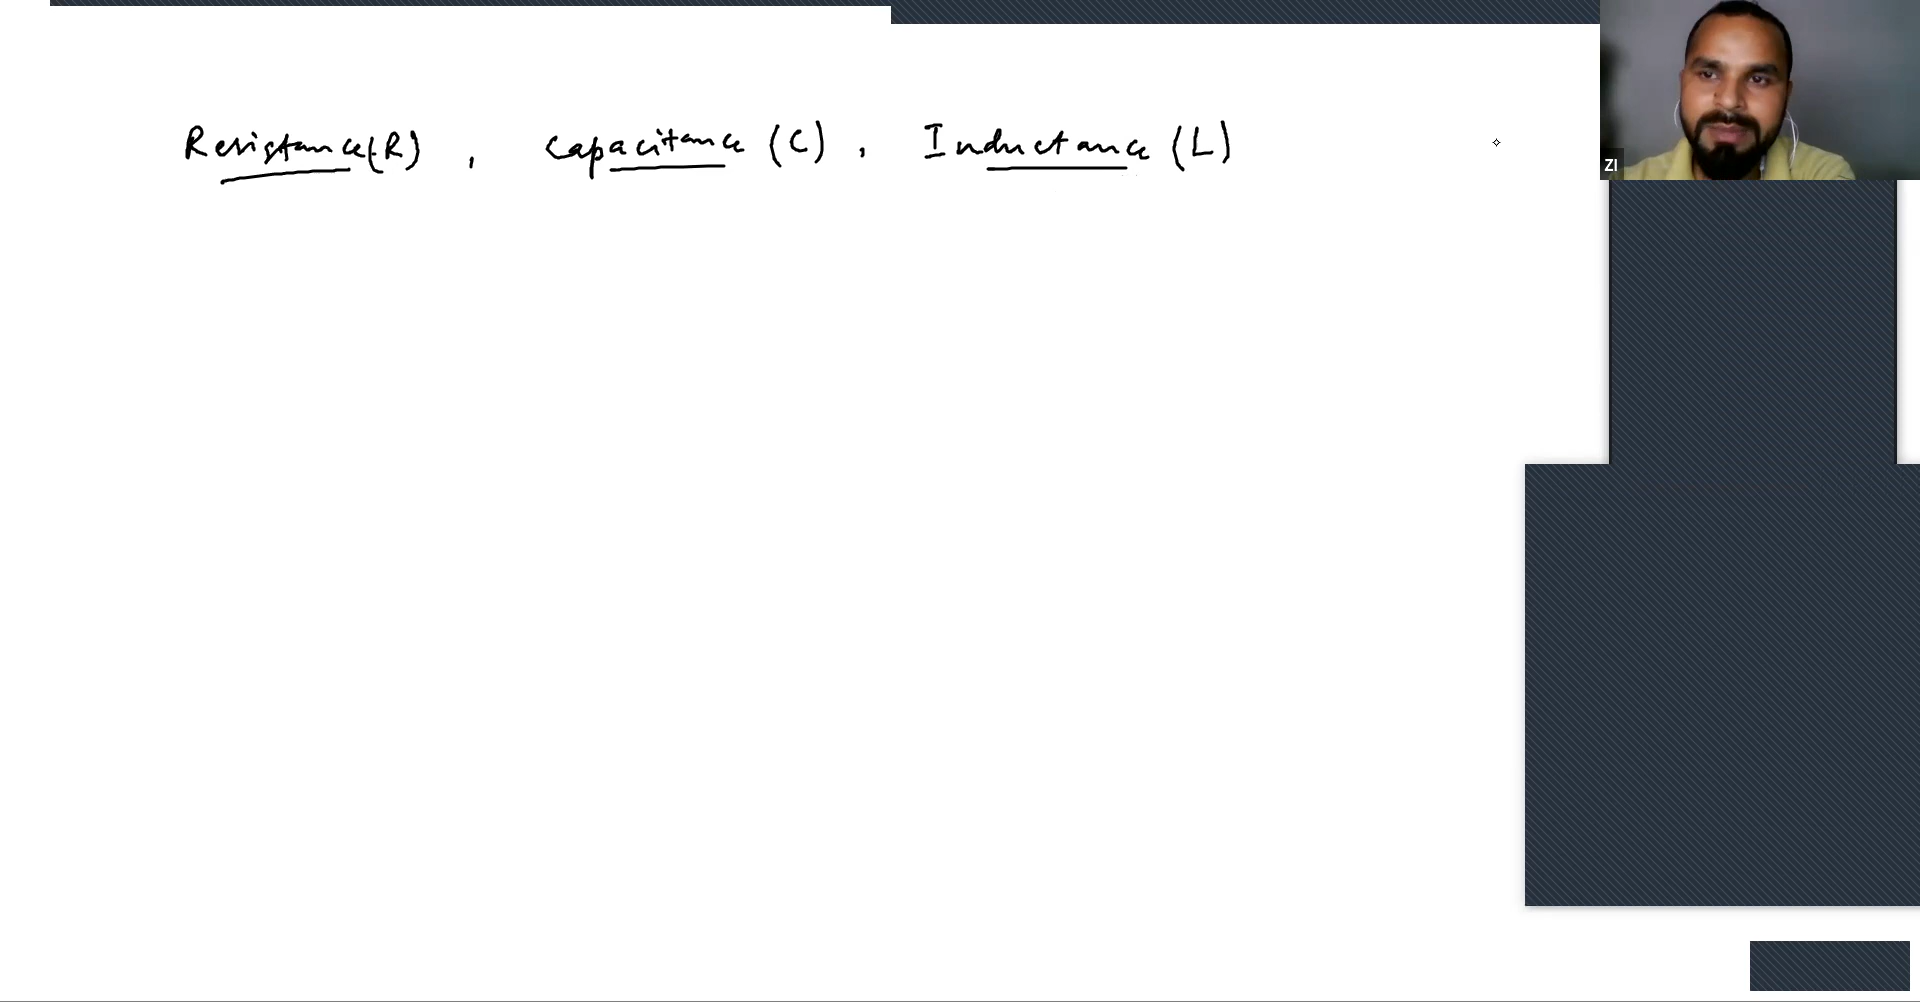 Resistance(R) , Capacitance (C) , Inductance (L)
ZI